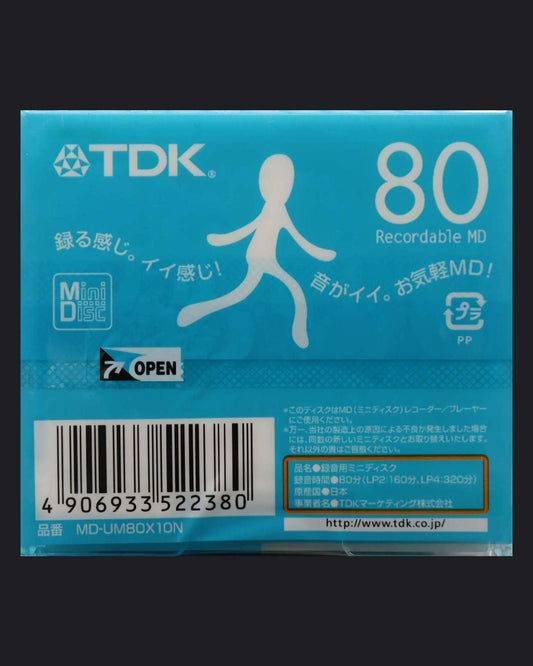 TDK®
80
Recordable MD
録る感じ。イイ感じ!
音がイイ。お気軽MD!
Mini
Disc
プラ
PP
OPEN
*このディスクはMD(ミニディスク)レコーダー/プレーヤー
にご使用ください。
*万一、当社の製造上の原因による不良が発生しました場合
には、同数の新しいミニディスクとお取り替えいたします。
それ以外の責はご容赦ください。
品名●録音用ミニディスク
録音時間●80分(LP2:160分、LP4:320分)
原産国●日本
事業者名●TDKマーケティング株式会社
http://www.tdk.co.jp/
4 906933 522380
品番 MD-UM80X10N